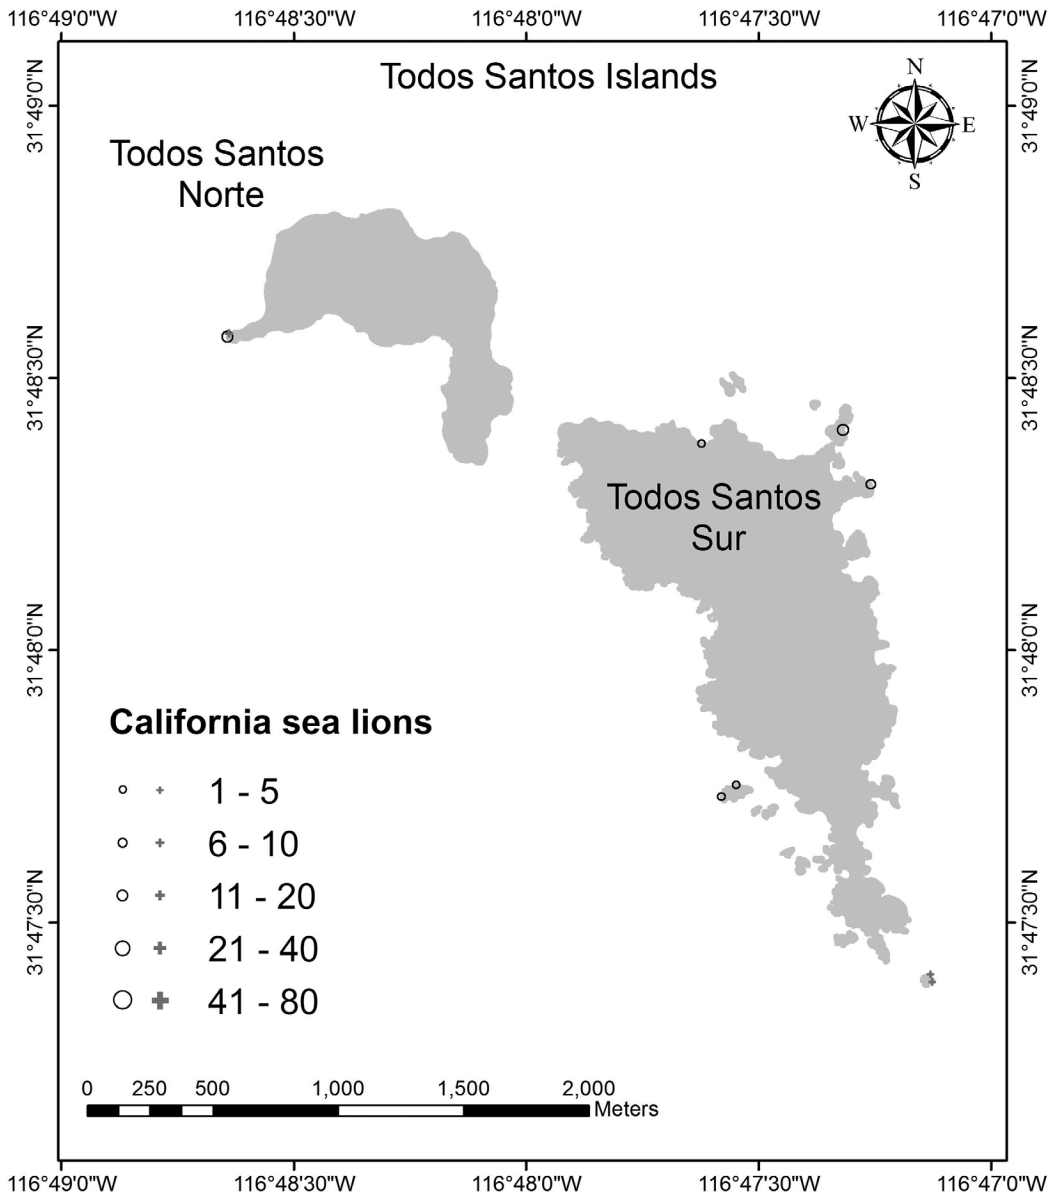 116°49'0"W 116°48'30"W 116°48'0"W 116°47'30"W 116°47'0"W
Todos Santos Islands
N
W E
S
31°49'0"N 31°49'0"N
Todos Santos
Norte
31°48'30"N 31°48'30"N
Todos Santos
Sur
31°48'0"N 31°48'0"N
California sea lions
1 - 5
6 - 10
11 - 20
31°47'30"N 31°47'30"N
21 - 40
41 - 80
0 250 500 1,000 1,500 2,000
Meters
116°49'0"W 116°48'30"W 116°48'0"W 116°47'30"W 116°47'0"W